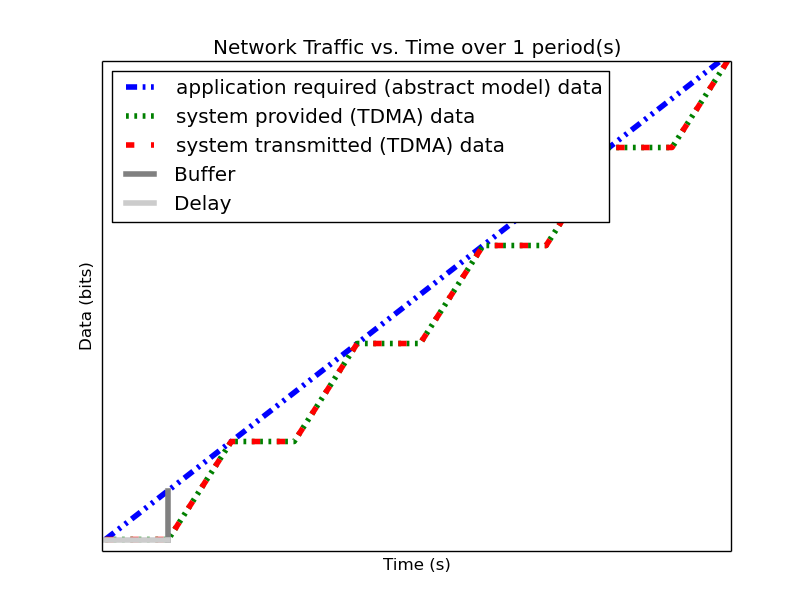 Network Traffic vs. Time over 1 period(s)
application required (abstract model) data
system provided (TDMA) data
system transmitted (TDMA) data
Buffer
Delay
Data (bits)
Time (s)